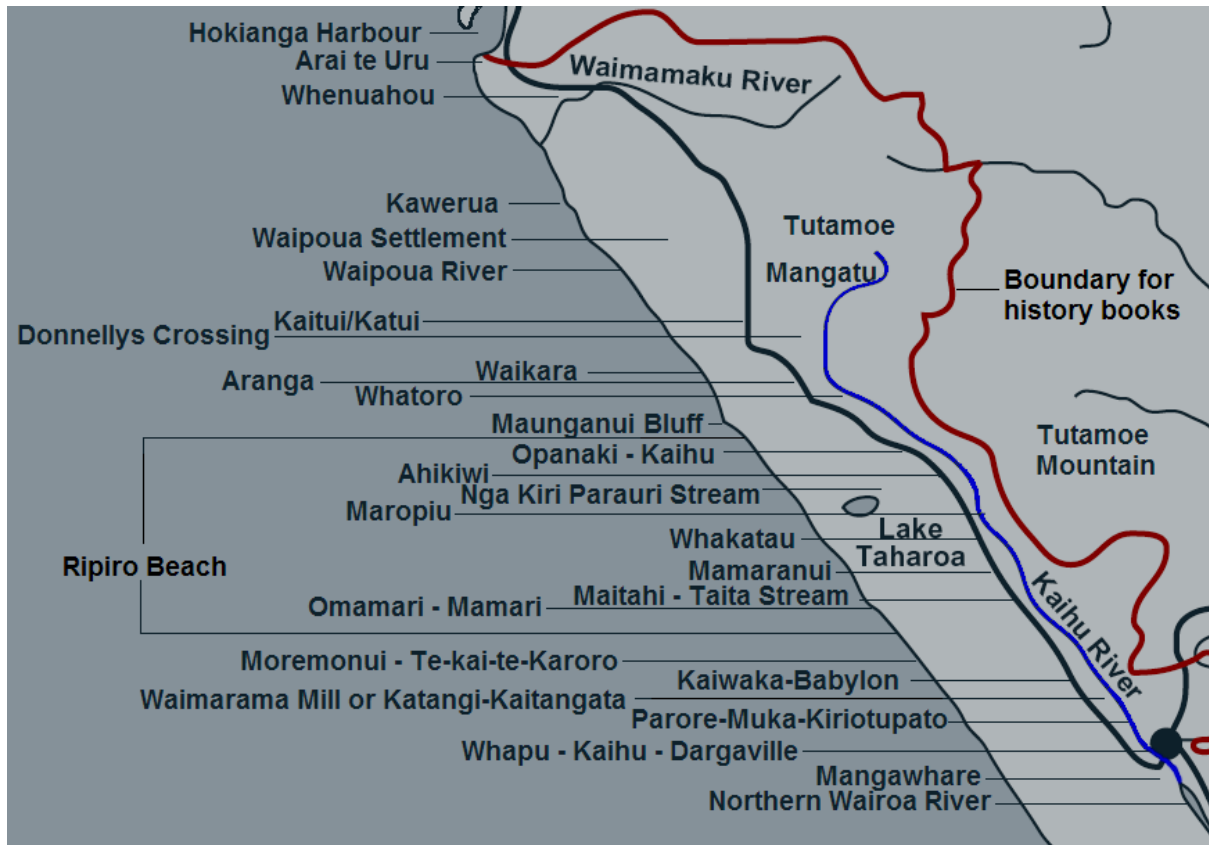 Hokianga Harbour
Arai te Uru
Whenuahou
Waimamaku River
Kawerua
Waipoua Settlement
Waipoua River
Tutamoe
Mangatu
Boundary for
history books
Kaitui/Katui
Donnellys Crossing
Waikara
Aranga
Whatoro
Maunganui Bluff
Opanaki - Kaihu
Tutamoe
Mountain
Ahikiwi
Nga Kiri Parauri Stream
Maropiu
Lake
Taharoa
Whakatau
Ripiro Beach
Mamaranui
Maitahi - Taita Stream
Omamari - Mamari
Kaihu River
Moremonui - Te-kai-te-Karoro
Kaiwaka-Babylon
Waimarama Mill or Katangi-Kaitangata
Parore-Muka-Kiriotupato
Whapu - Kaihu - Dargaville
Mangawhare
Northern Wairoa River